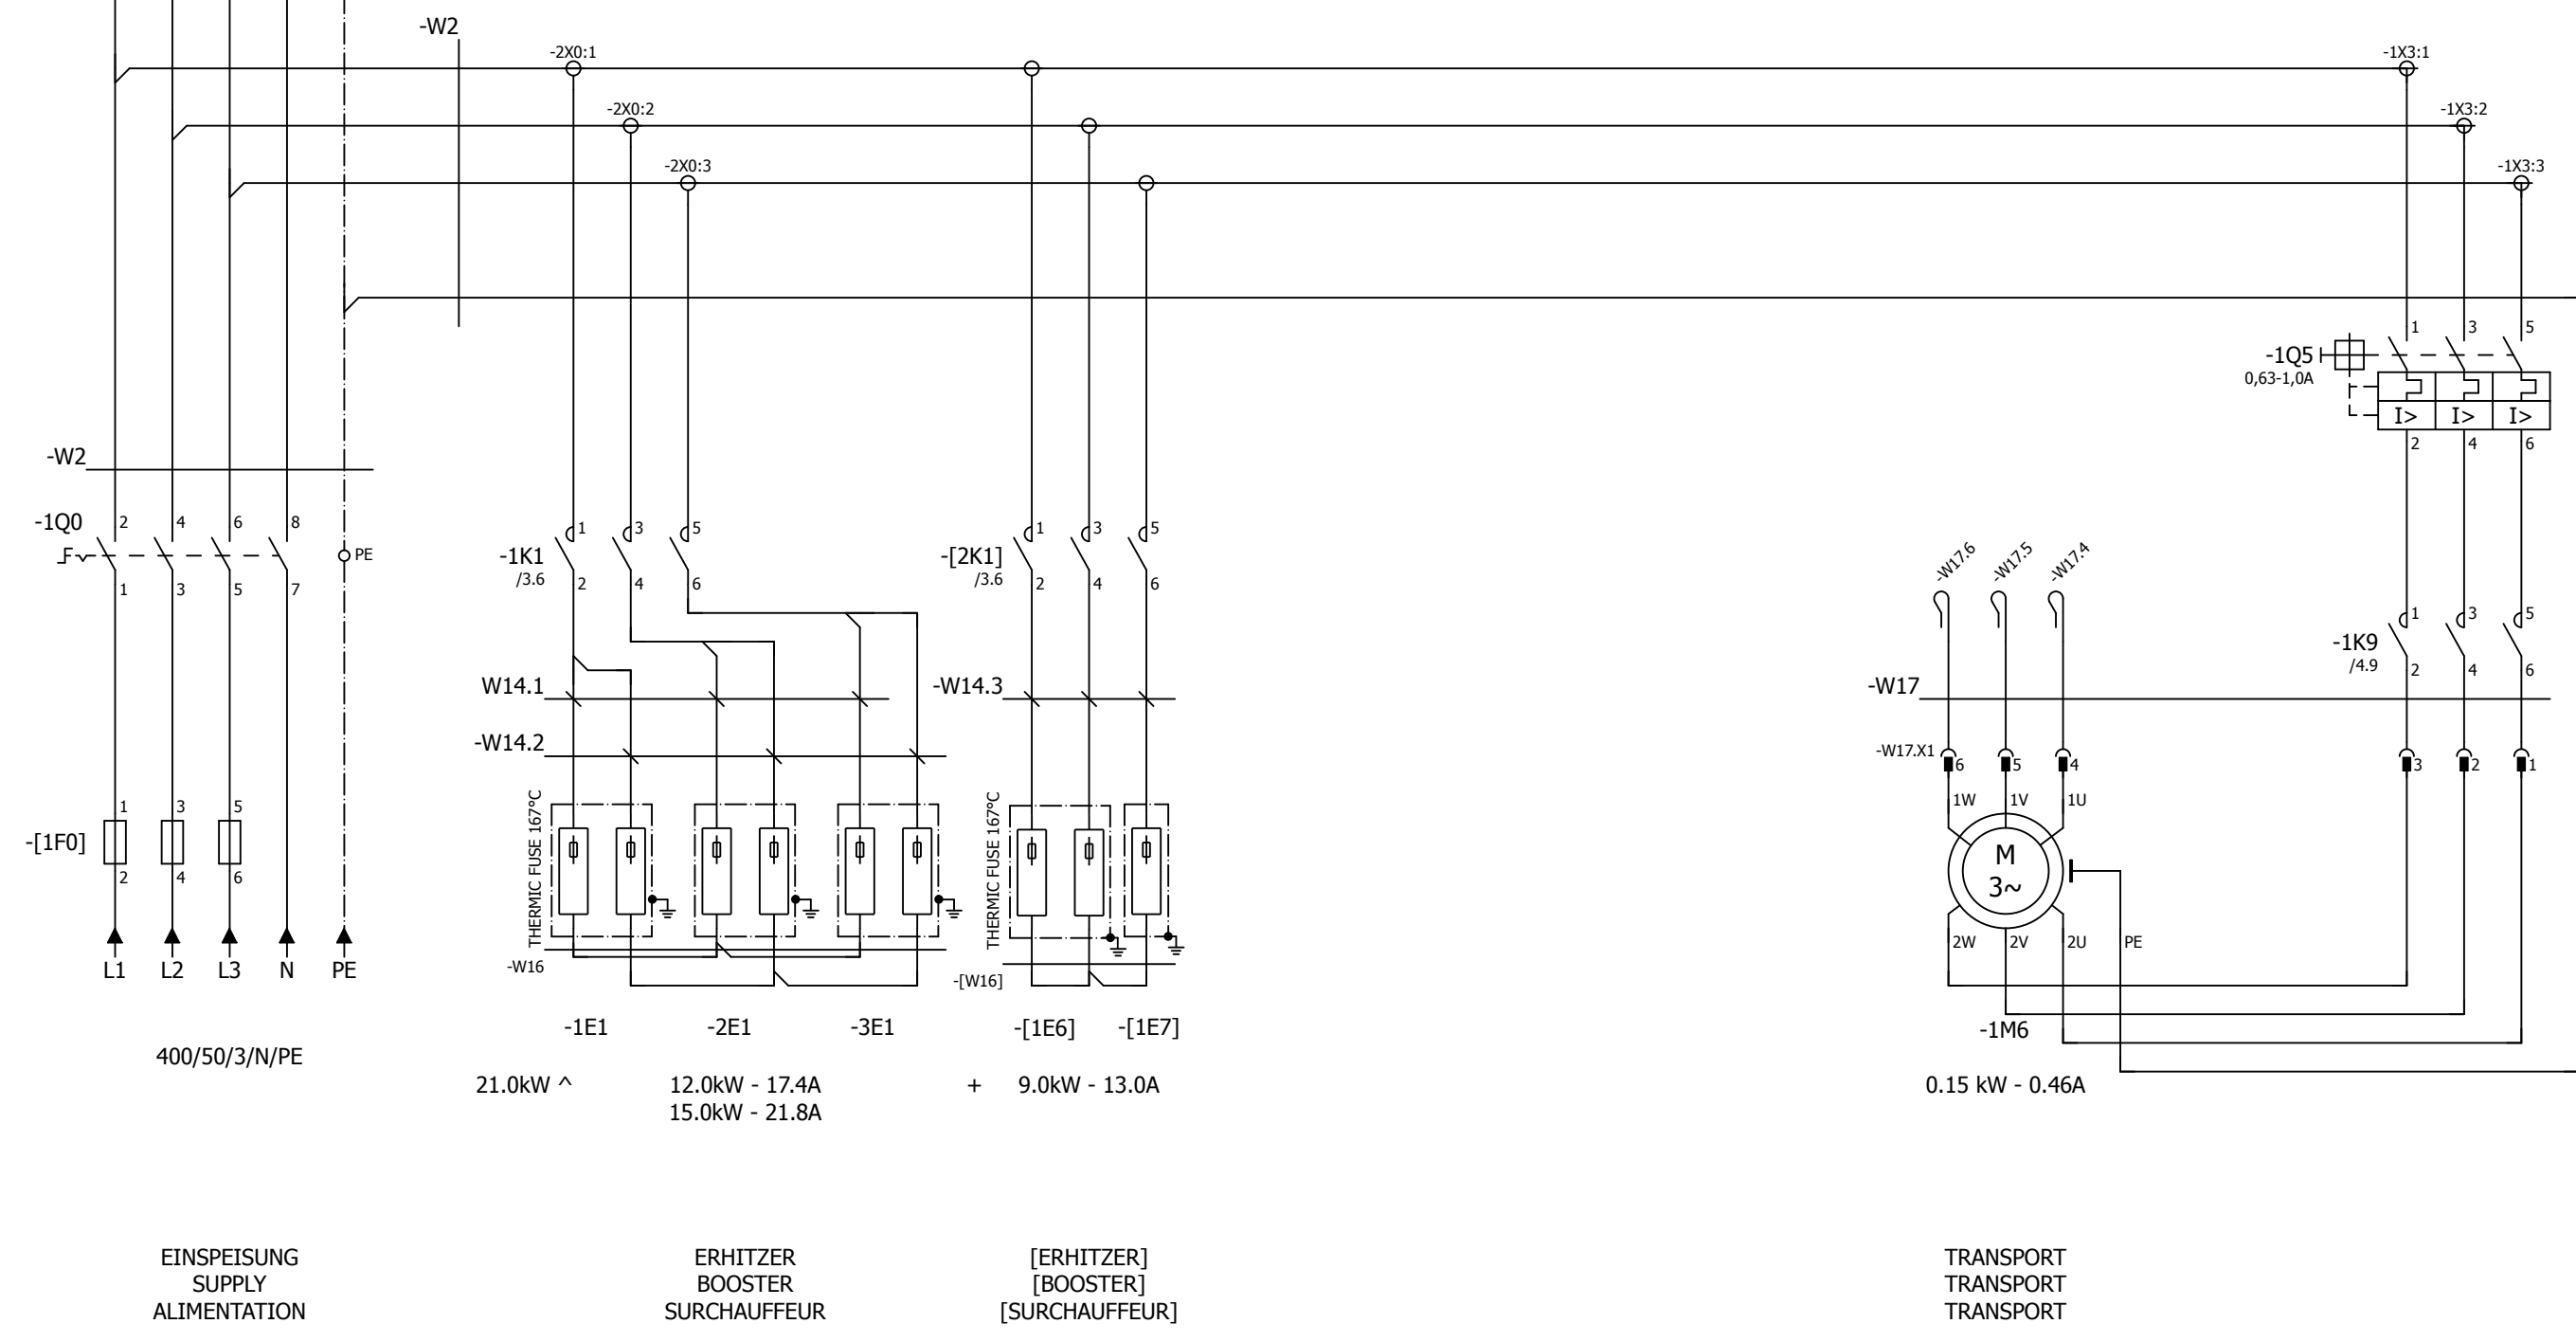 -W2
-2X0:1
-1X3:1
-2X0:2
-1X3:2
-2X0:3
-1X3:3
1 3 5
-1Q5
0,63-1,0A
I> I> I>
2 4 6
-W2
-1Q0 2 4 6 8
PE
1 3 5 7
1 3 5
-1K1
/3.6
2 4 6
1 3 5
-[2K1]
/3.6
2 4 6
-W17.6 -W17.5 -W17.4
1 3 5
-1K9
/4.9
2 4 6
W14.1
-W14.3
-W17
-W14.2
-W17.X1 6 5 4 3 2 1
1 3 5
-[1F0]
2 4 6
THERMIC FUSE 167°C
THERMIC FUSE 167°C
1W 1V 1U
M
3~
2W 2V 2U PE
L1 L2 L3 N PE
-W16
-[W16]
-1E1 -2E1 -3E1 -[1E6] -[1E7]
-1M6
400/50/3/N/PE
21.0kW ^ 12.0kW - 17.4A + 9.0kW - 13.0A
15.0kW - 21.8A
0.15 kW - 0.46A
EINSPEISUNG
SUPPLY
ALIMENTATION
ERHITZER
BOOSTER
SURCHAUFFEUR
[ERHITZER]
[BOOSTER]
[SURCHAUFFEUR]
TRANSPORT
TRANSPORT
TRANSPORT